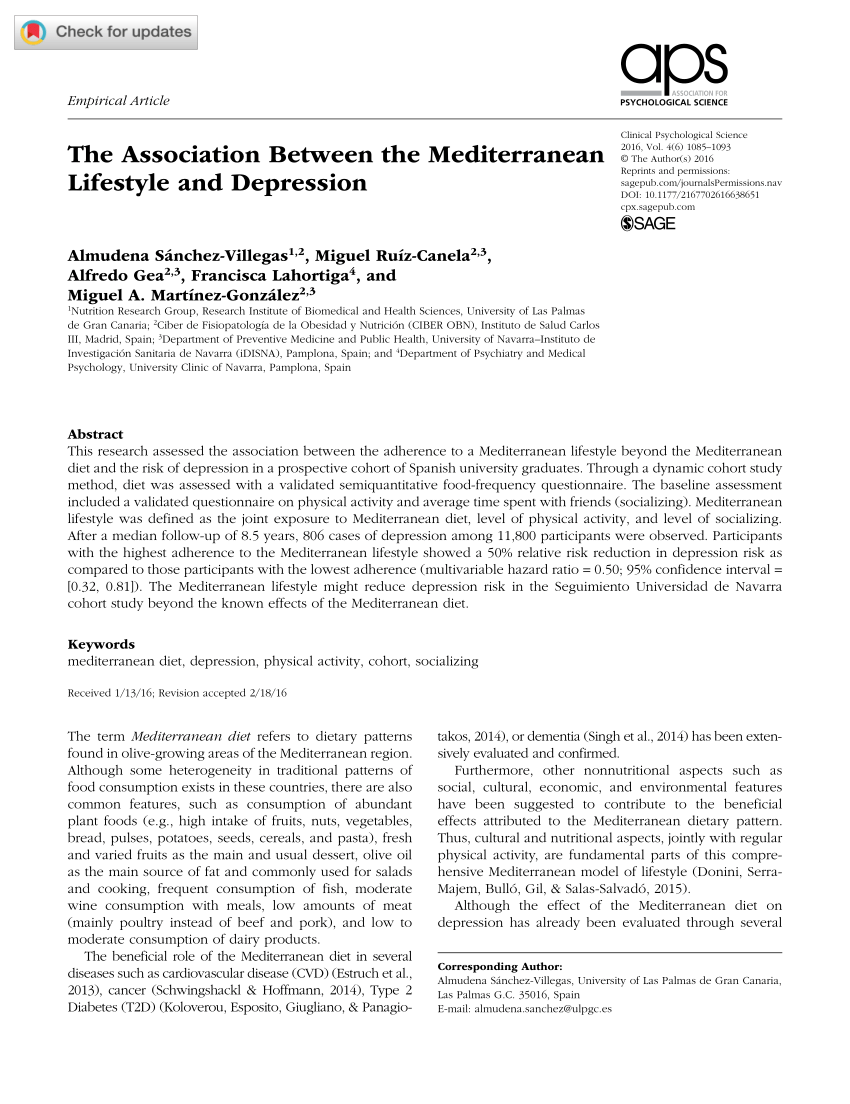 Check for updates
aps
ASSOCIATION FOR
PSYCHOLOGICAL SCIENCE
Empirical Article
The Association Between the Mediterranean
Lifestyle and Depression
Clinical Psychological Science
2016, Vol. 4(6) 1085–1093
© The Author(s) 2016
Reprints and permissions:
sagepub.com/journalsPermissions.nav
DOI: 10.1177/2167702616638651
cpx.sagepub.com
SAGE
Almudena Sánchez-Villegas1,2, Miguel Ruíz-Canela2,3,
Alfredo Gea2,3, Francisca Lahortiga4, and
Miguel A. Martínez-González2,3
1Nutrition Research Group, Research Institute of Biomedical and Health Sciences, University of Las Palmas
de Gran Canaria; 2Ciber de Fisiopatología de la Obesidad y Nutrición (CIBER OBN), Instituto de Salud Carlos
III, Madrid, Spain; 3Department of Preventive Medicine and Public Health, University of Navarra–Instituto de
Investigación Sanitaria de Navarra (iDISNA), Pamplona, Spain; and 4Department of Psychiatry and Medical
Psychology, University Clinic of Navarra, Pamplona, Spain
Abstract
This research assessed the association between the adherence to a Mediterranean lifestyle beyond the Mediterranean
diet and the risk of depression in a prospective cohort of Spanish university graduates. Through a dynamic cohort study
method, diet was assessed with a validated semiquantitative food-frequency questionnaire. The baseline assessment
included a validated questionnaire on physical activity and average time spent with friends (socializing). Mediterranean
lifestyle was defined as the joint exposure to Mediterranean diet, level of physical activity, and level of socializing.
After a median follow-up of 8.5 years, 806 cases of depression among 11,800 participants were observed. Participants
with the highest adherence to the Mediterranean lifestyle showed a 50% relative risk reduction in depression risk as
compared to those participants with the lowest adherence (multivariable hazard ratio = 0.50; 95% confidence interval =
[0.32, 0.81]). The Mediterranean lifestyle might reduce depression risk in the Seguimiento Universidad de Navarra
cohort study beyond the known effects of the Mediterranean diet.
Keywords
mediterranean diet, depression, physical activity, cohort, socializing
Received 1/13/16; Revision accepted 2/18/16
The term Mediterranean diet refers to dietary patterns
found in olive-growing areas of the Mediterranean region.
Although some heterogeneity in traditional patterns of
food consumption exists in these countries, there are also
common features, such as consumption of abundant
plant foods (e.g., high intake of fruits, nuts, vegetables,
bread, pulses, potatoes, seeds, cereals, and pasta), fresh
and varied fruits as the main and usual dessert, olive oil
as the main source of fat and commonly used for salads
and cooking, frequent consumption of fish, moderate
wine consumption with meals, low amounts of meat
(mainly poultry instead of beef and pork), and low to
moderate consumption of dairy products.
The beneficial role of the Mediterranean diet in several
diseases such as cardiovascular disease (CVD) (Estruch et al.,
2013), cancer (Schwingshackl & Hoffmann, 2014), Type 2
Diabetes (T2D) (Koloverou, Esposito, Giugliano, & Panagio-
takos, 2014), or dementia (Singh et al., 2014) has been exten-
sively evaluated and confirmed.
Furthermore, other nonnutritional aspects such as
social, cultural, economic, and environmental features
have been suggested to contribute to the beneficial
effects attributed to the Mediterranean dietary pattern.
Thus, cultural and nutritional aspects, jointly with regular
physical activity, are fundamental parts of this compre-
hensive Mediterranean model of lifestyle (Donini, Serra-
Majem, Bulló, Gil, & Salas-Salvadó, 2015).
Although the effect of the Mediterranean diet on
depression has already been evaluated through several
Corresponding Author:
Almudena Sánchez-Villegas, University of Las Palmas de Gran Canaria,
Las Palmas G.C. 35016, Spain
E-mail: almudena.sanchez@ulpgc.es